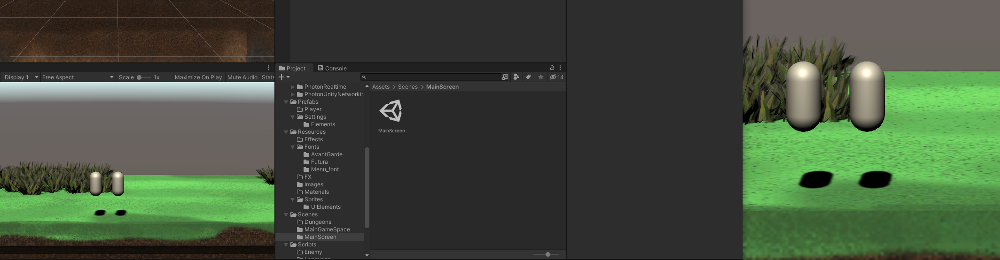 Project
Console
Display 1
Free Aspect
Scale
1x
Maximize On Play
Mute Audio
Stats
14
PhotonRealtime
PhotonUnityNetworkin
Prefabs
Player
Settings
Elements
Resources
Effects
Fonts
AvantGarde
Futura
Menu_font
FX
Images
Materials
Sprites
UIElements
Scenes
Dungeons
MainGameSpace
MainScreen
Scripts
Enemy
Assets > Scenes > MainScreen
MainScreen